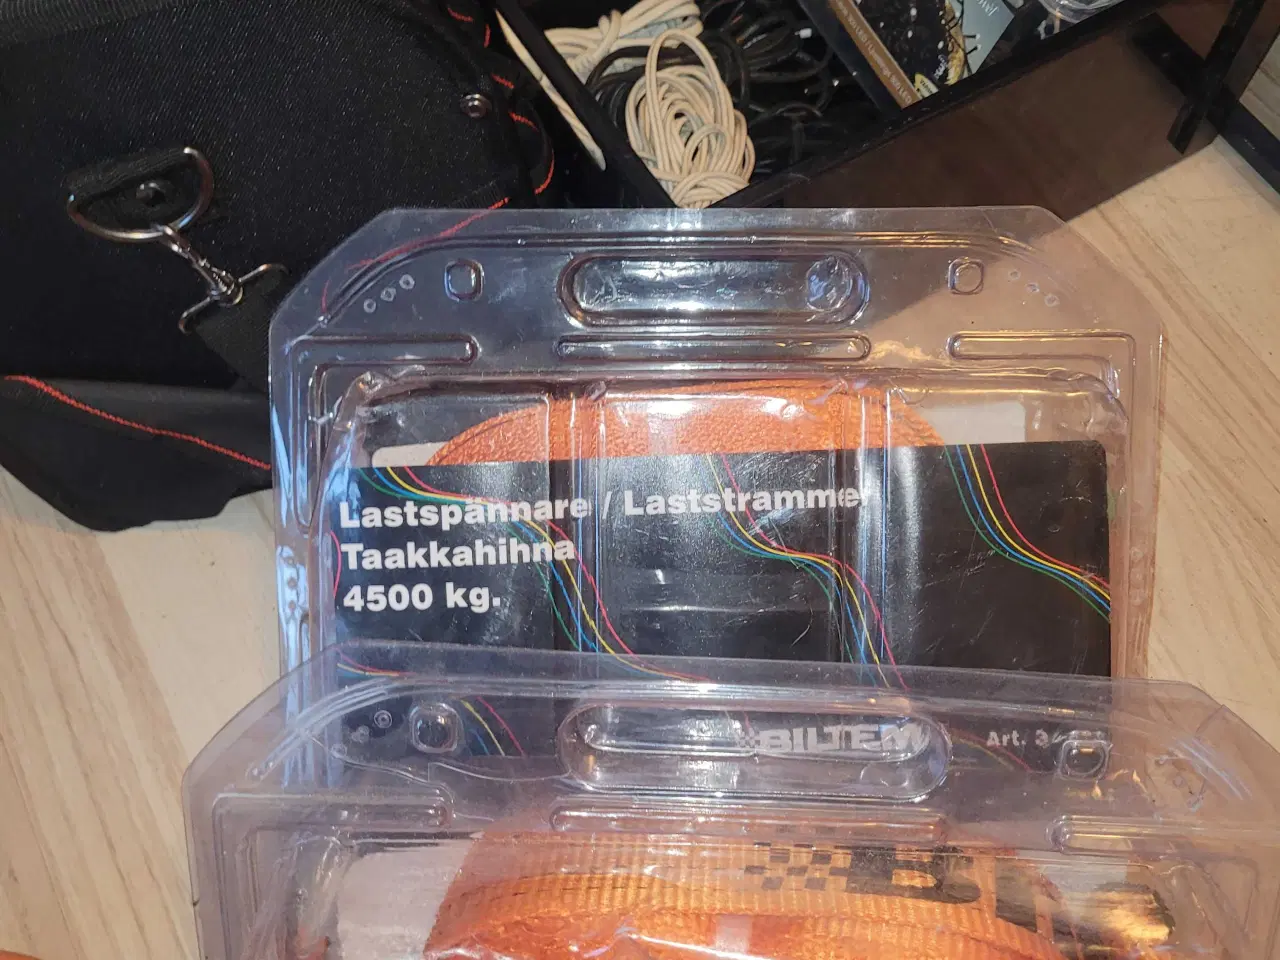 Lastspännare / Laststrammer
Taakkahihna
4500 kg.
BILTEMA
Art.